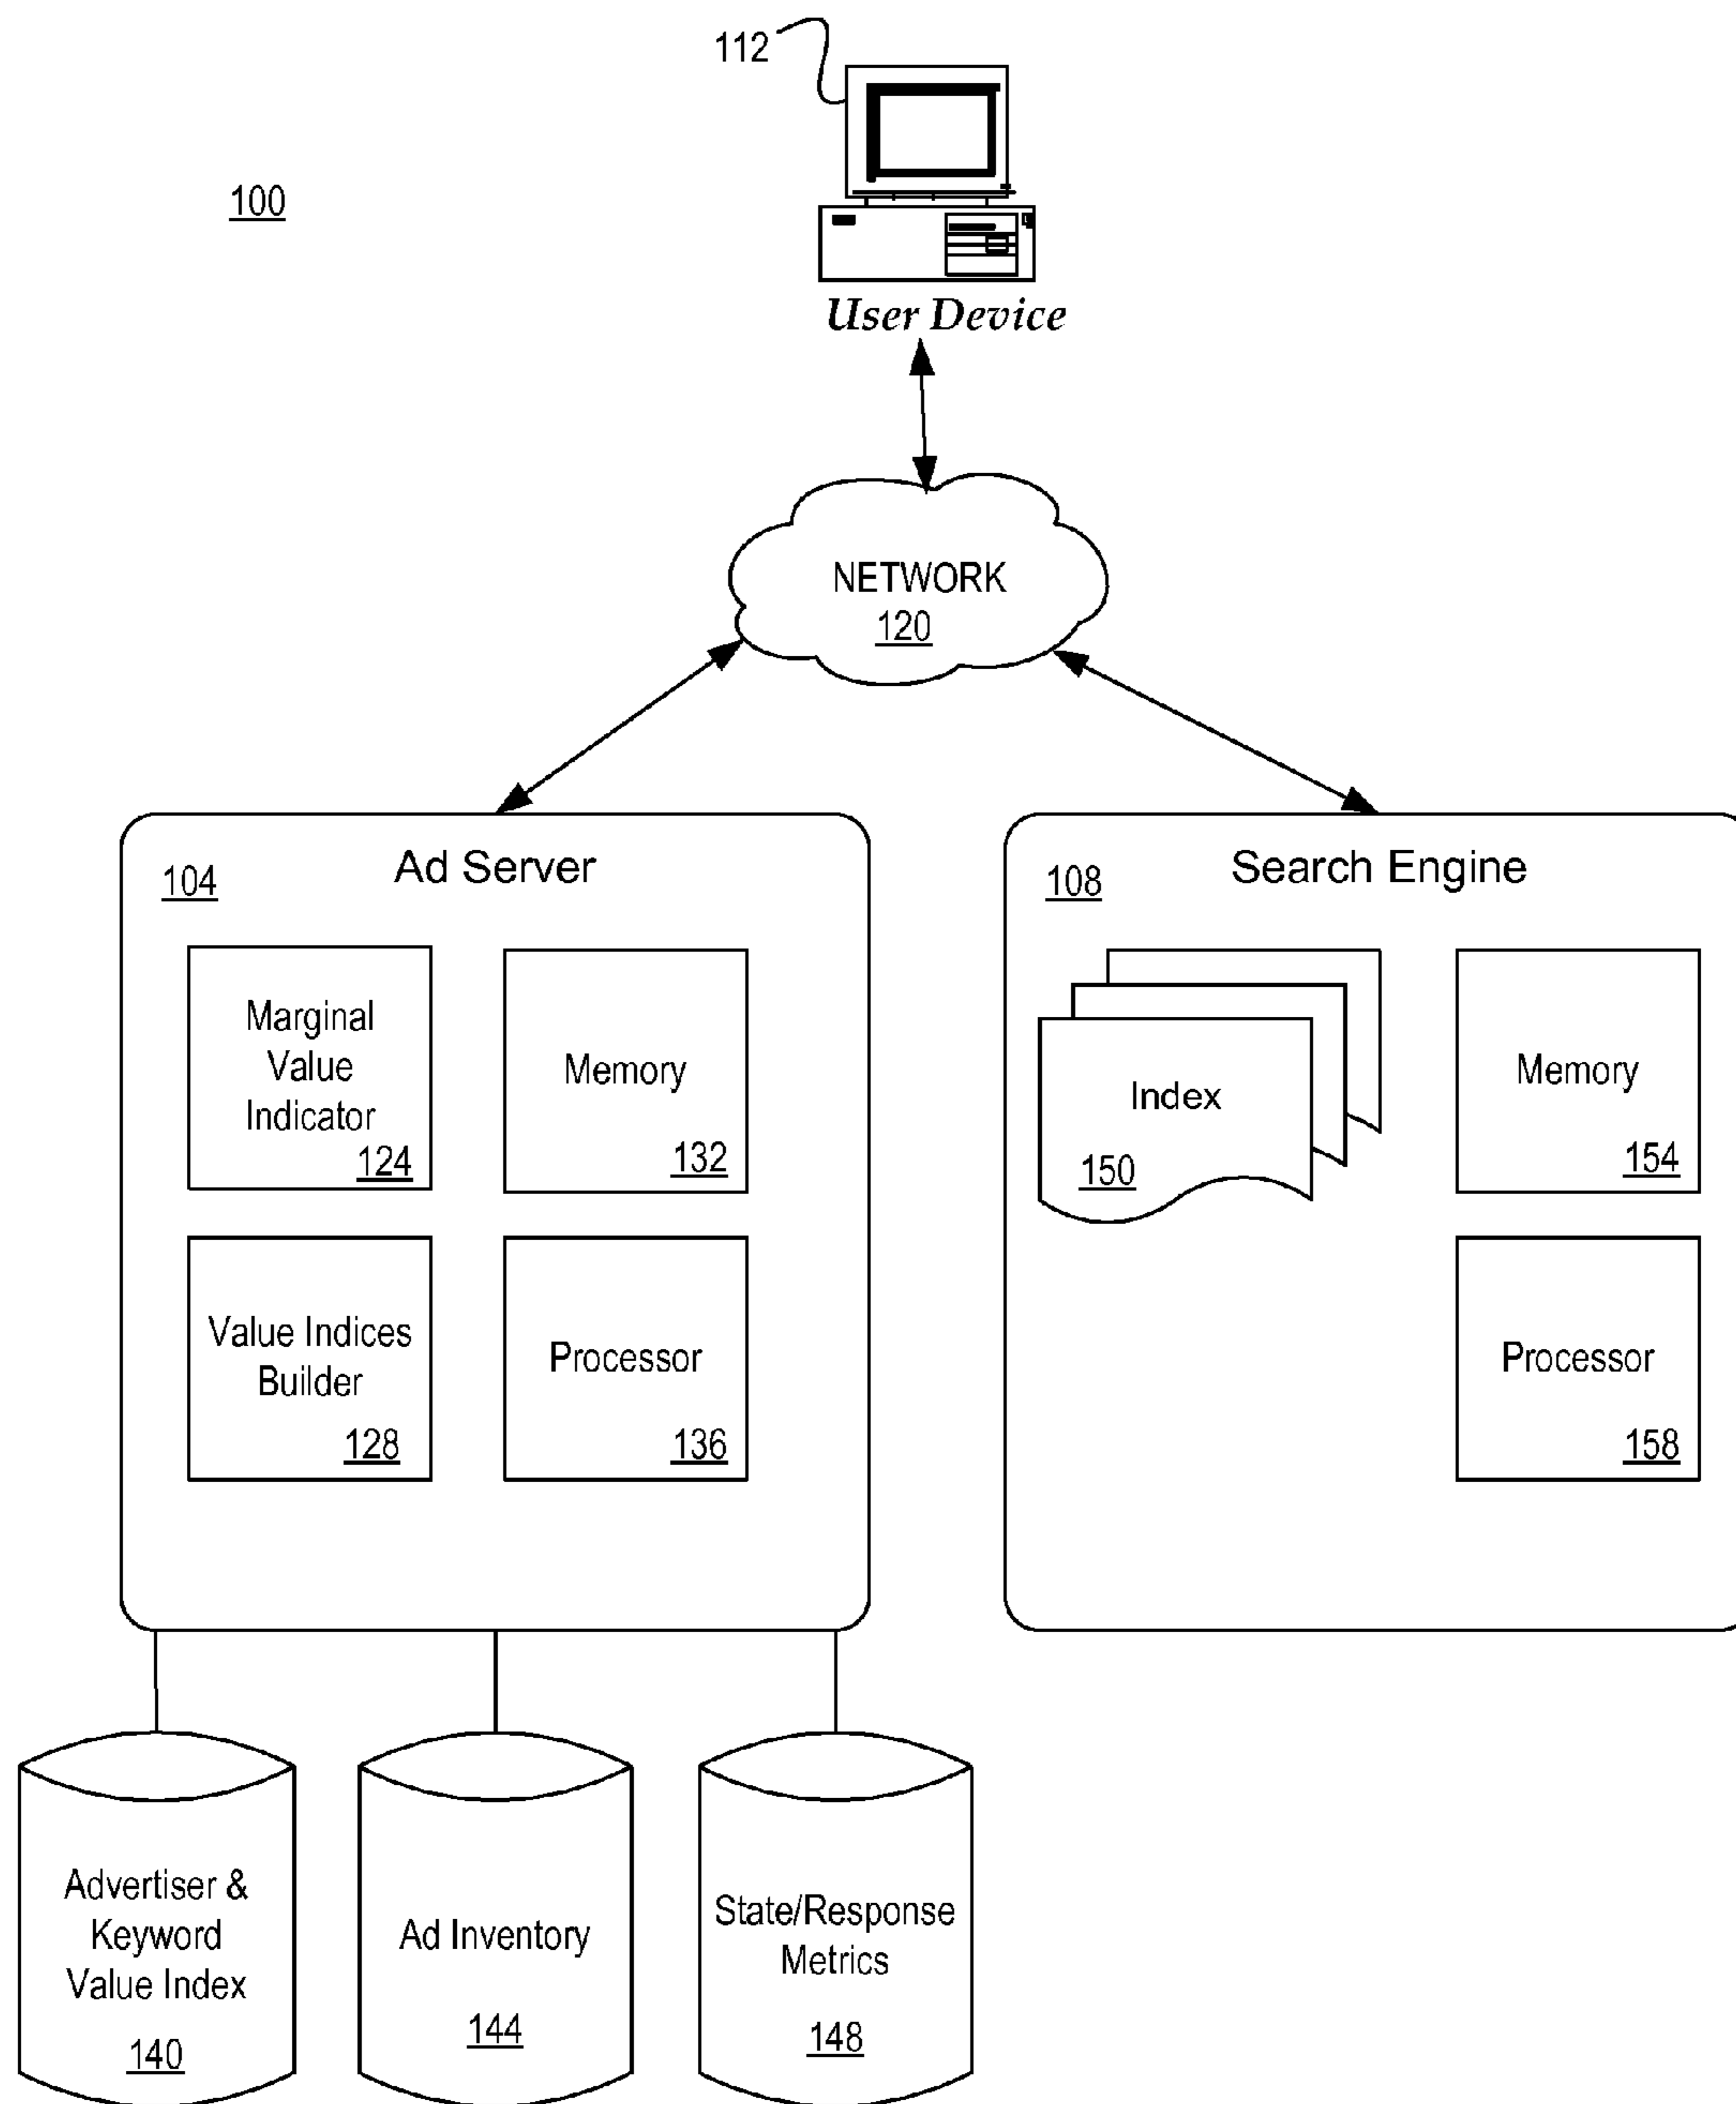 112
100
User Device
NETWORK
120
104
Ad Server
Marginal
Value
Indicator
124
Memory
132
Value Indices
Builder
128
Processor
136
108
Search Engine
Index
150
Memory
154
Processor
158
Advertiser &
Keyword
Value Index
140
Ad Inventory
144
State/Response
Metrics
148